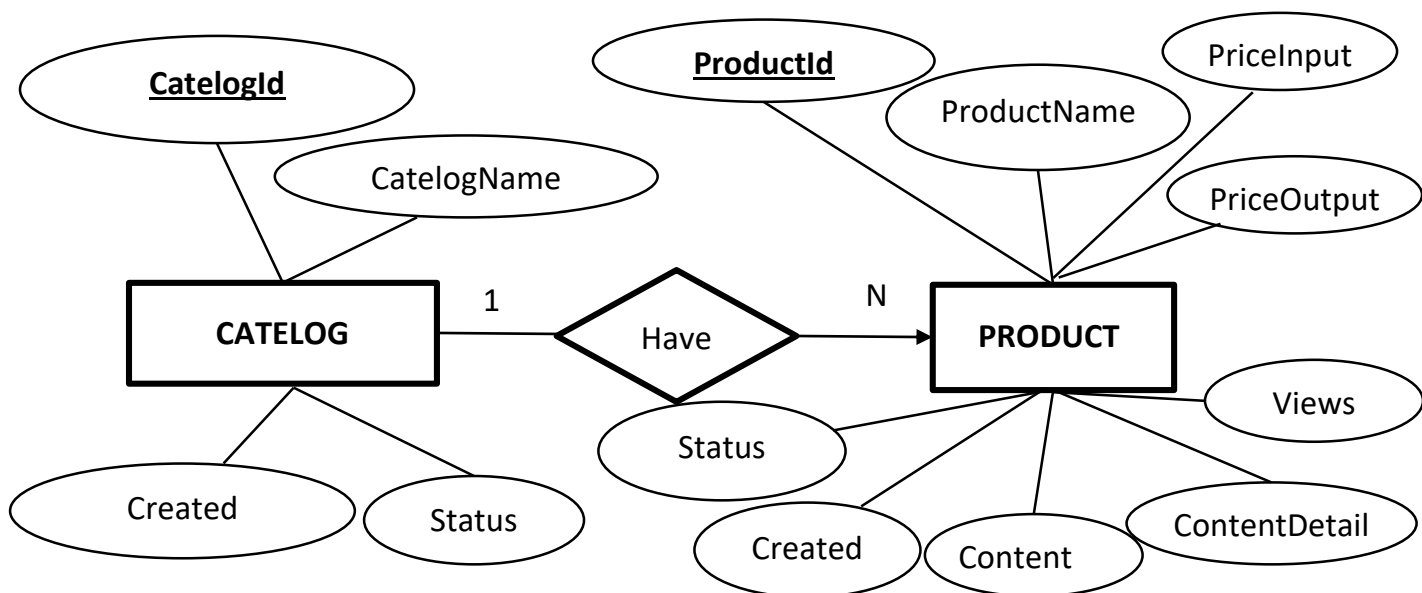 CatelogId
ProductId
PriceInput
ProductName
CatelogName
PriceOutput
1
N
CATELOG
Have
PRODUCT
Views
Status
Created
Status
ContentDetail
Created
Content